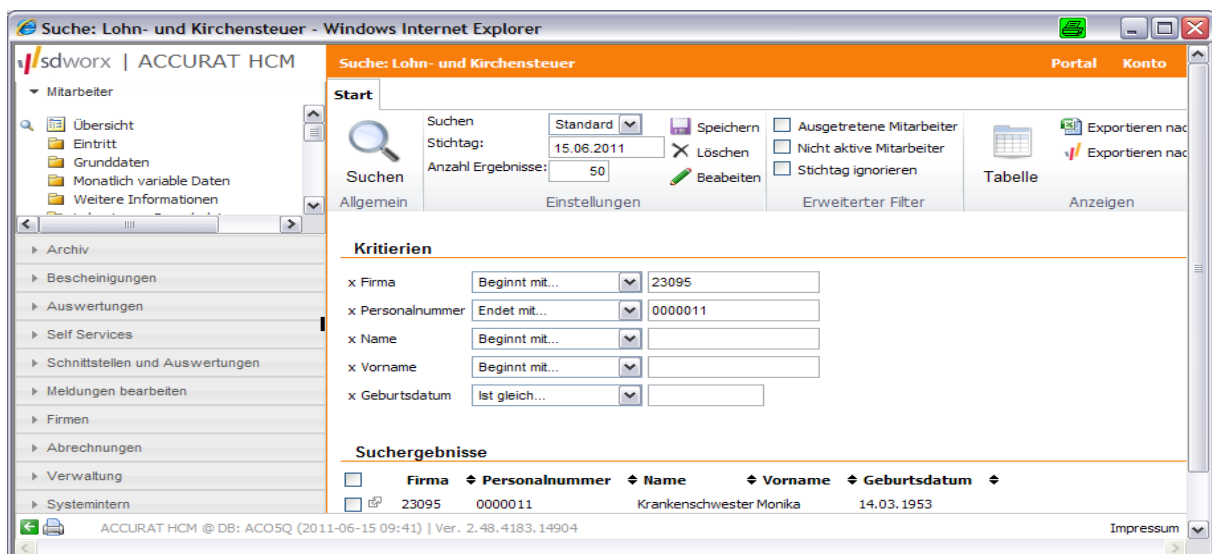 Suche: Lohn- und Kirchensteuer - Windows Internet Explorer
sdworx | ACCURAT HCM
Suche: Lohn- und Kirchensteuer
Portal Konto
Mitarbeiter
Übersicht
Eintritt
Grunddaten
Monatlich variable Daten
Weitere Informationen
Archiv
Bescheinigungen
Auswertungen
Self Services
Schnittstellen und Auswertungen
Meldungen bearbeiten
Firmen
Abrechnungen
Verwaltung
Systemintern
Start
Suchen
Allgemein
Suchen Standard
Stichtag: 15.06.2011
Anzahl Ergebnisse: 50
Speichern
Löschen
Beabeiten
Einstellungen
Ausgetretene Mitarbeiter
Nicht aktive Mitarbeiter
Stichtag ignorieren
Erweiterter Filter
Tabelle
Exportieren nac
Exportieren nac
Anzeigen
Kritierien
x Firma Beginnt mit... 23095
x Personalnummer Endet mit... 0000011
x Name Beginnt mit...
x Vorname Beginnt mit...
x Geburtsdatum Ist gleich...
Suchergebnisse
Firma Personalnummer Name Vorname Geburtsdatum
23095 0000011 Krankenschwester Monika 14.03.1953
ACCURAT HCM @ DB: ACO5Q (2011-06-15 09:41) | Ver. 2.48.4183.14904
Impressum